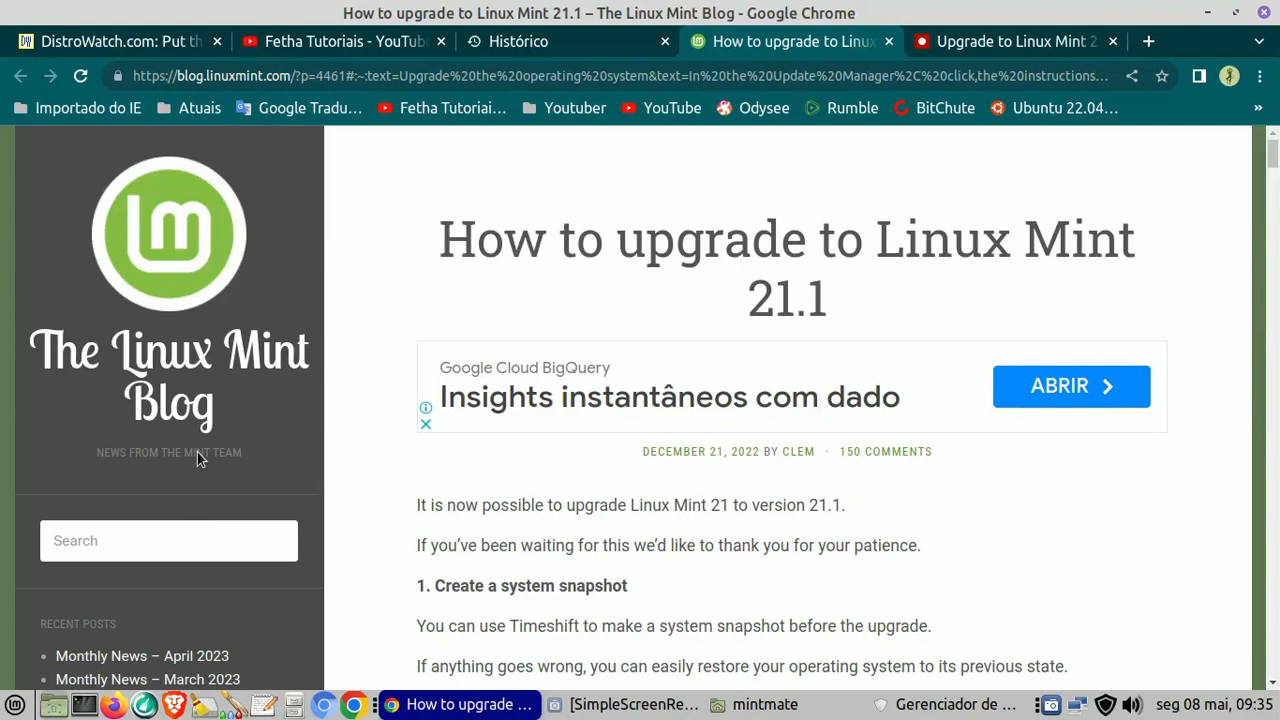 How to upgrade to Linux Mint 21.1 – The Linux Mint Blog - Google Chrome
DistroWatch.com: Put th
Fetha Tutoriais - YouTube
Histórico
How to upgrade to Linux
Upgrade to Linux Mint 2
https://blog.linuxmint.com/?p=4461#:~:text=Upgrade%20the%20operating%20system&text=In%20the%20Update%20Manager%2C%20click,the%20instructions...
Importado do IE
Atuais
Google Tradu...
Fetha Tutoriai...
Youtuber
YouTube
Odysee
Rumble
BitChute
Ubuntu 22.04...
»
lm
The Linux Mint
Blog
NEWS FROM THE MINT TEAM
Search
RECENT POSTS
Monthly News – April 2023
Monthly News – March 2023
How to upgrade to Linux Mint
21.1
Google Cloud BigQuery
Insights instantâneos com dado
ABRIR
DECEMBER 21, 2022 BY CLEM · 150 COMMENTS
It is now possible to upgrade Linux Mint 21 to version 21.1.
If you’ve been waiting for this we’d like to thank you for your patience.
1. Create a system snapshot
You can use Timeshift to make a system snapshot before the upgrade.
If anything goes wrong, you can easily restore your operating system to its previous state.
How to upgrade ...
[SimpleScreenRe...
mintmate
Gerenciador de ...
seg 08 mai, 09:35